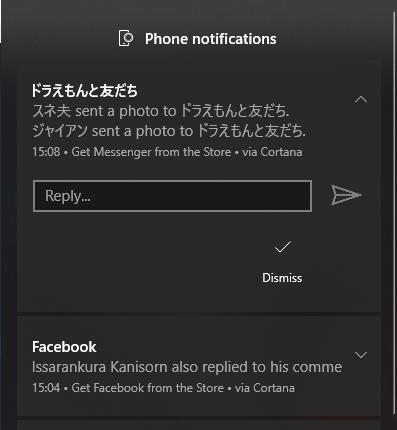 Phone notifications
ドラえもんと友だち
スネ夫 sent a photo to ドラえもんと友だち.
ジャイアン sent a photo to ドラえもんと友だち.
15:08 • Get Messenger from the Store • via Cortana
Reply...
Dismiss
Facebook
Issarankura Kanisorn also replied to his comme
15:04 • Get Facebook from the Store • via Cortana